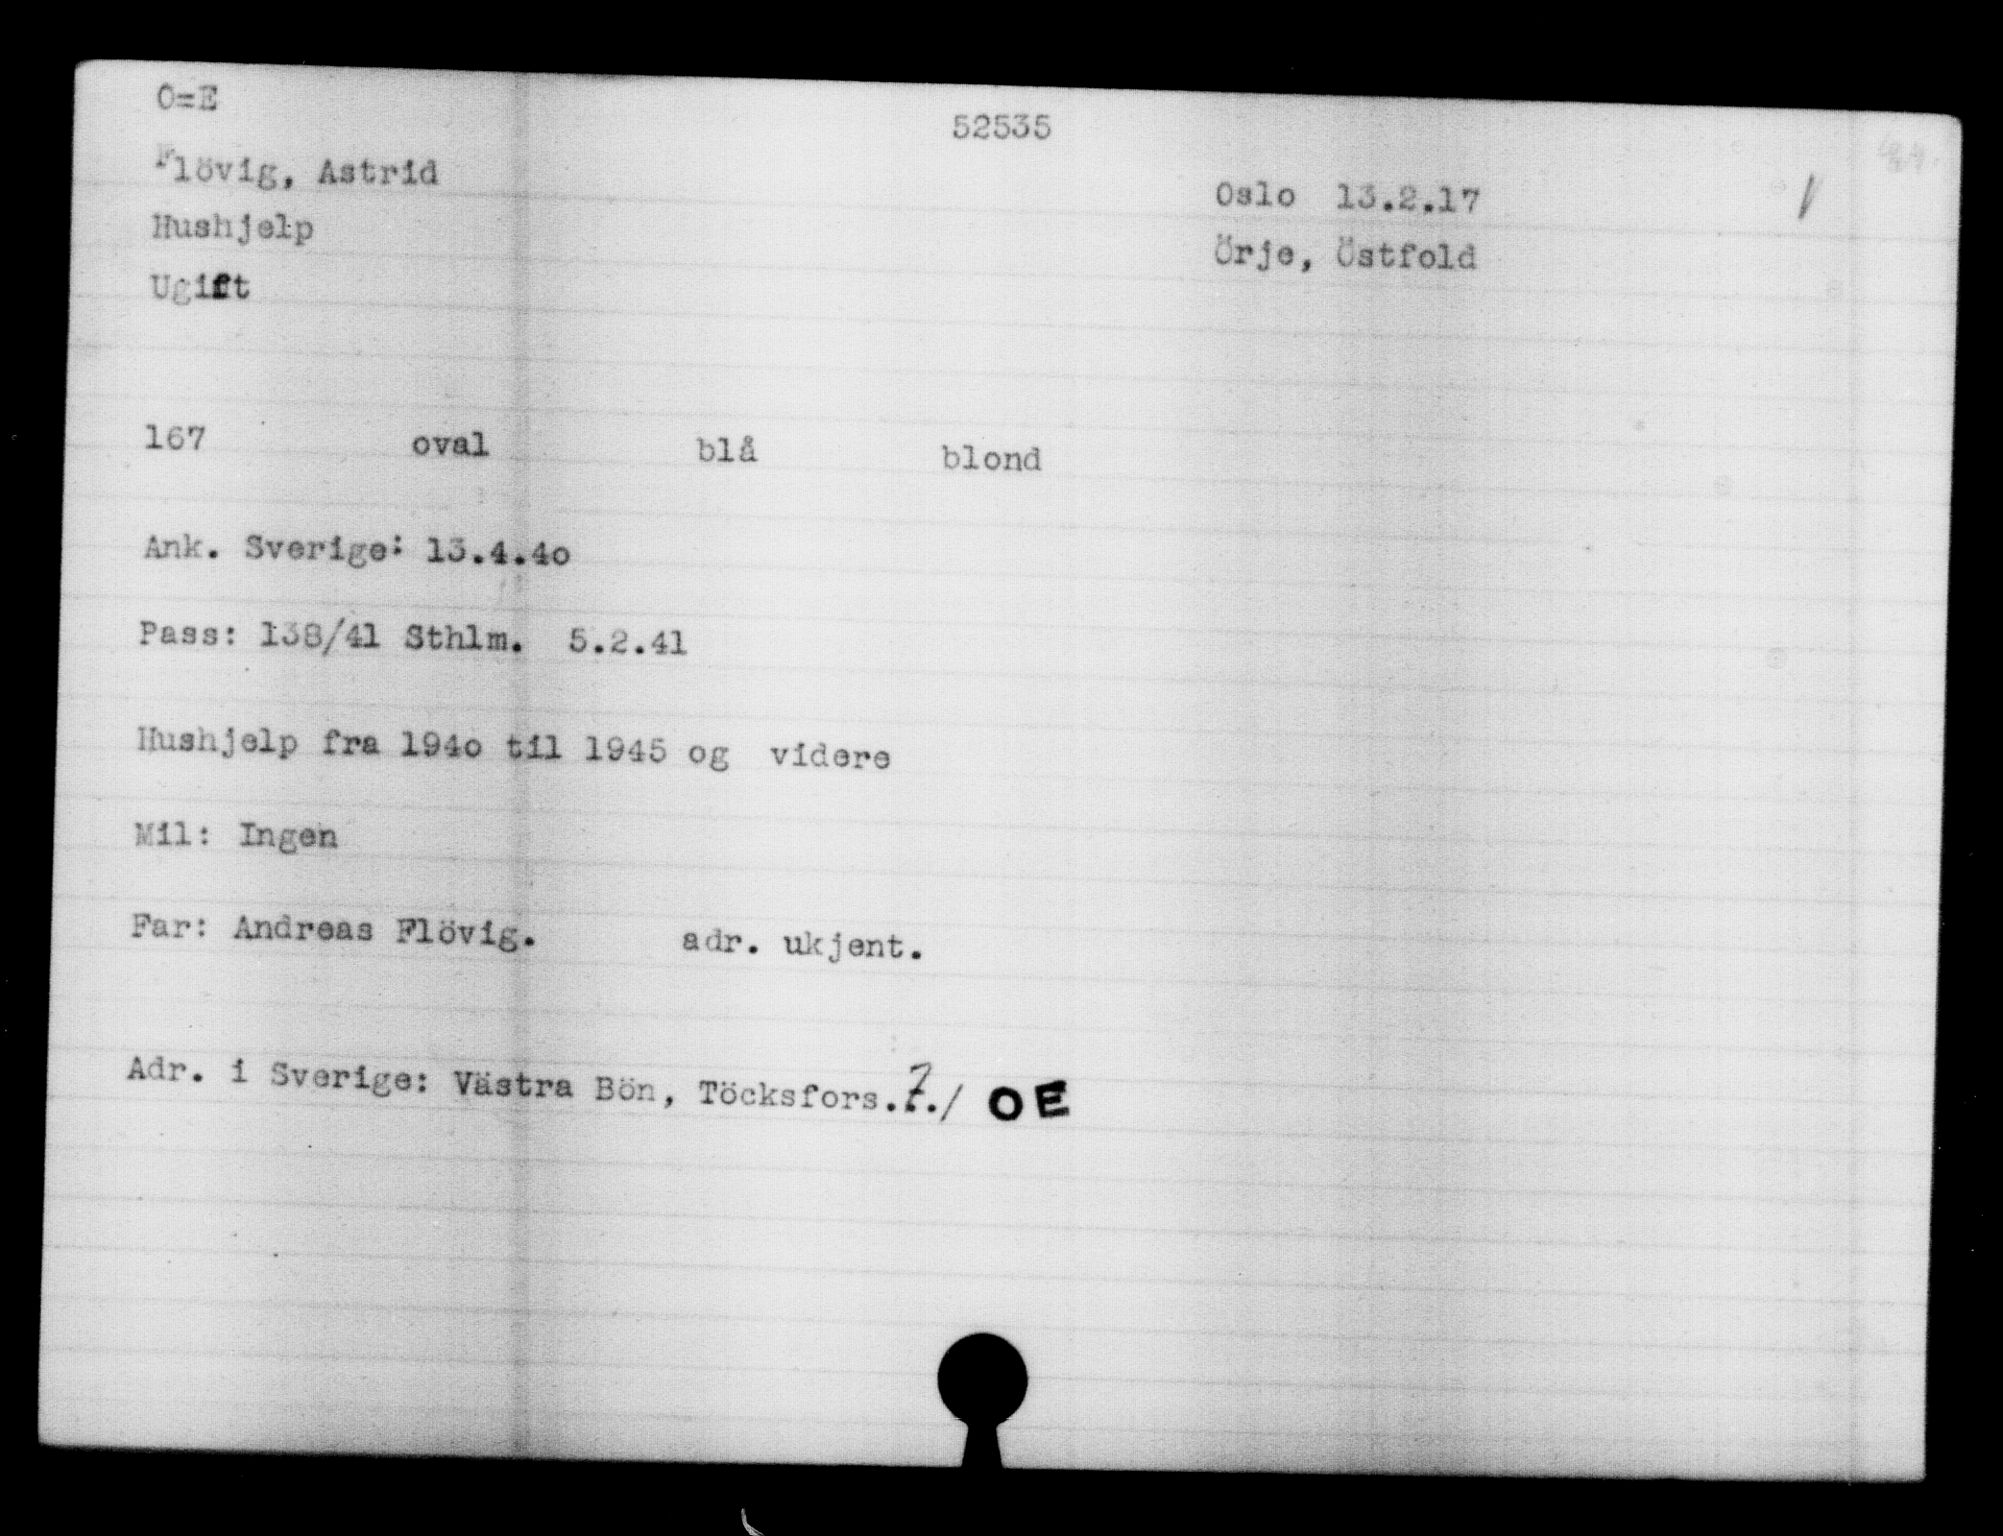 O=E
52535
Flövig, Astrid
Oslo 13.2.17
Hushjelp
Örje, Östfold
Ugift
167 oval blå blond
Ank. Sverige: 13.4.4o
Pass: 138/41 Sthlm. 5.2.41
Hushjelp fra 194o til 1945 og videre
Mil: Ingen
Far: Andreas Flövig. adr. ukjent.
Adr. i Sverige: Västra Bön, Töcksfors.?./ OE